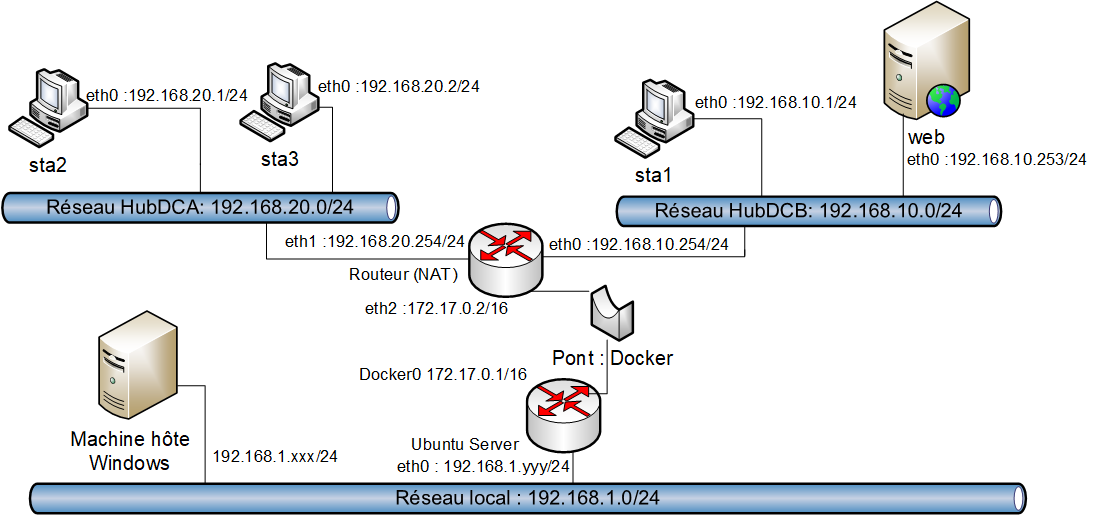 eth0 :192.168.20.1/24
eth0 :192.168.20.2/24
eth0 :192.168.10.1/24
sta2
sta3
sta1
web
eth0 :192.168.10.253/24
Réseau HubDCA: 192.168.20.0/24
Réseau HubDCB: 192.168.10.0/24
eth1 :192.168.20.254/24
eth0 :192.168.10.254/24
Routeur (NAT)
eth2 :172.17.0.2/16
Pont : Docker
Docker0 172.17.0.1/16
Machine hôte
Windows
192.168.1.xxx/24
Ubuntu Server
eth0 : 192.168.1.yyy/24
Réseau local : 192.168.1.0/24